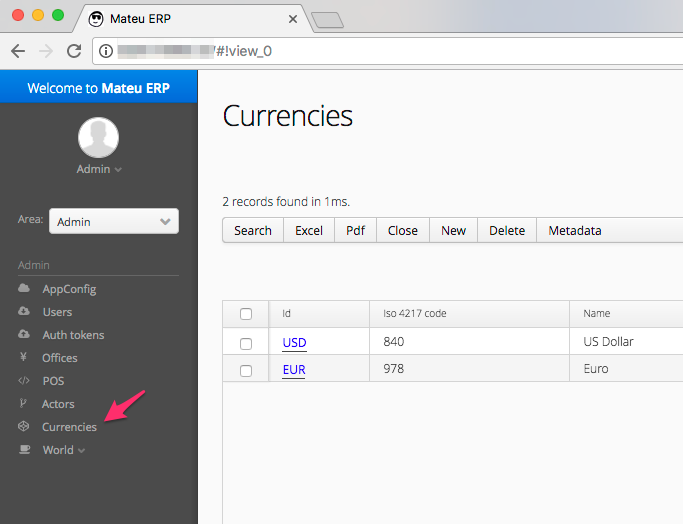 Mateu ERP
/#!view_0
Welcome to Mateu ERP
Admin
Area: Admin
Admin
AppConfig
Users
Auth tokens
Offices
POS
Actors
Currencies
World
Currencies
2 records found in 1ms.
Search Excel Pdf Close New Delete Metadata
Id Iso 4217 code Name
USD 840 US Dollar
EUR 978 Euro